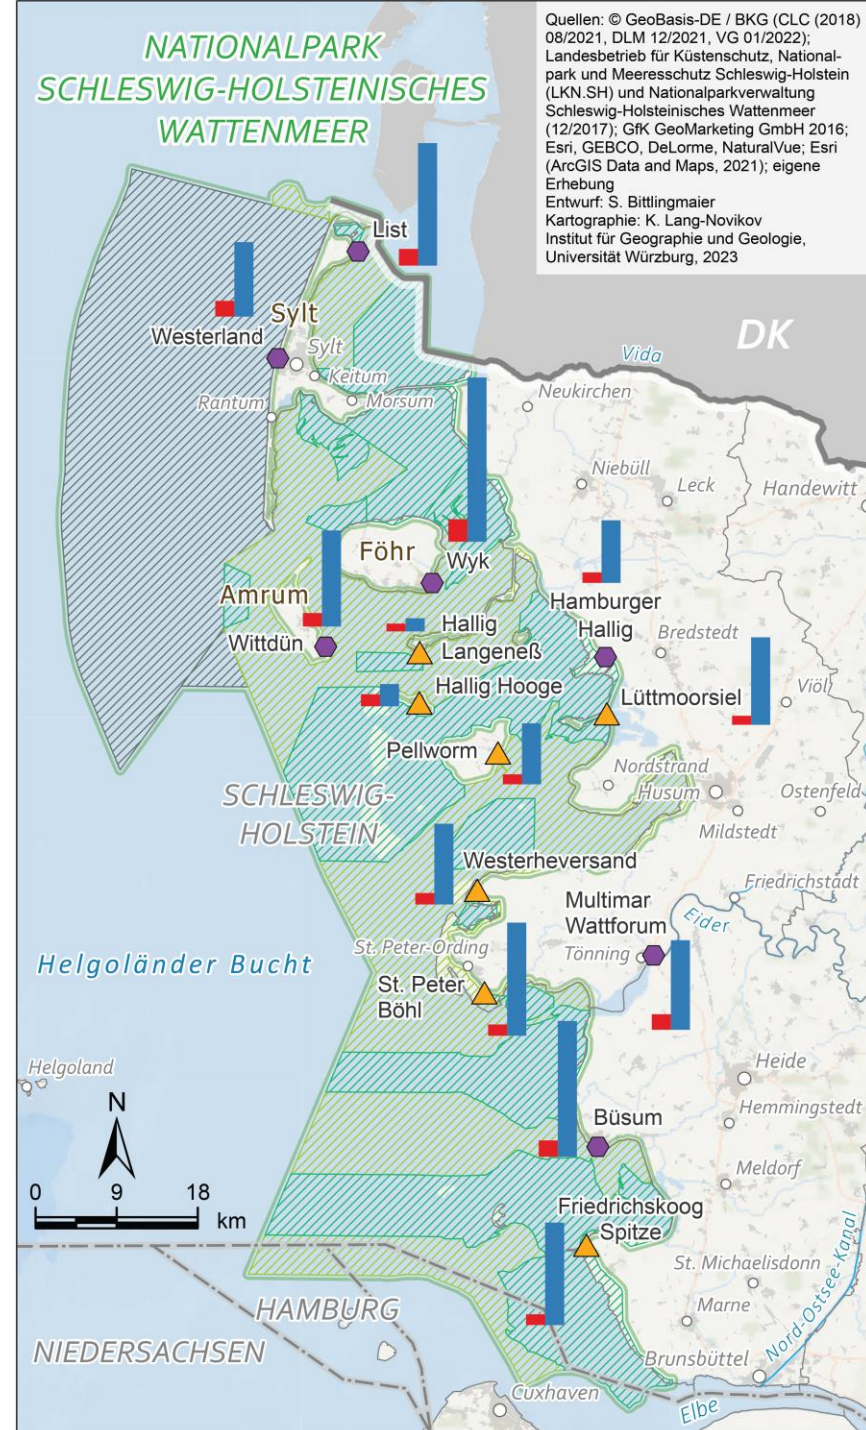 NATIONALPARK
SCHLESWIG-HOLSTEINISCHES
WATTENMEER
Quellen: © GeoBasis-DE / BKG (CLC (2018)
08/2021, DLM 12/2021, VG 01/2022);
Landesbetrieb für Küstenschutz, National-
park und Meeresschutz Schleswig-Holstein
(LKN.SH) und Nationalparkverwaltung
Schleswig-Holsteinisches Wattenmeer
(12/2017); GfK GeoMarketing GmbH 2016;
Esri, GEBCO, DeLorme, NaturalVue; Esri
(ArcGIS Data and Maps, 2021); eigene
Erhebung
Entwurf: S. Bittlingmaier
Kartographie: K. Lang-Novikov
Institut für Geographie und Geologie,
Universität Würzburg, 2023
List
Sylt
Westerland
Sylt
Keitum
Morsum
Rantum
DK
Vida
Neukirchen
Niebüll
Leck
Handewitt
Föhr
Wyk
Amrum
Wittdün
Hallig
Langeneß
Hallig Hooge
Hamburger
Hallig
Bredstedt
Lüttmoorsiel
Viöl
Pellworm
Nordstrand
Husum
Ostenfeld
Mildstedt
SCHLESWIG-
HOLSTEIN
Westerheversand
Friedrichstadt
Multimar
Wattforum
Eider
St. Peter-Ording
Tönning
Helgoländer Bucht
St. Peter
Böhl
Helgoland
Heide
Hemmingstedt
Büsum
Meldorf
N
0 9 18
km
Friedrichskoog
Spitze
St. Michaelisdonn
Marne
Nord-Ostsee-Kanal
HAMBURG
NIEDERSACHSEN
Brunsbüttel
Cuxhaven
Elbe